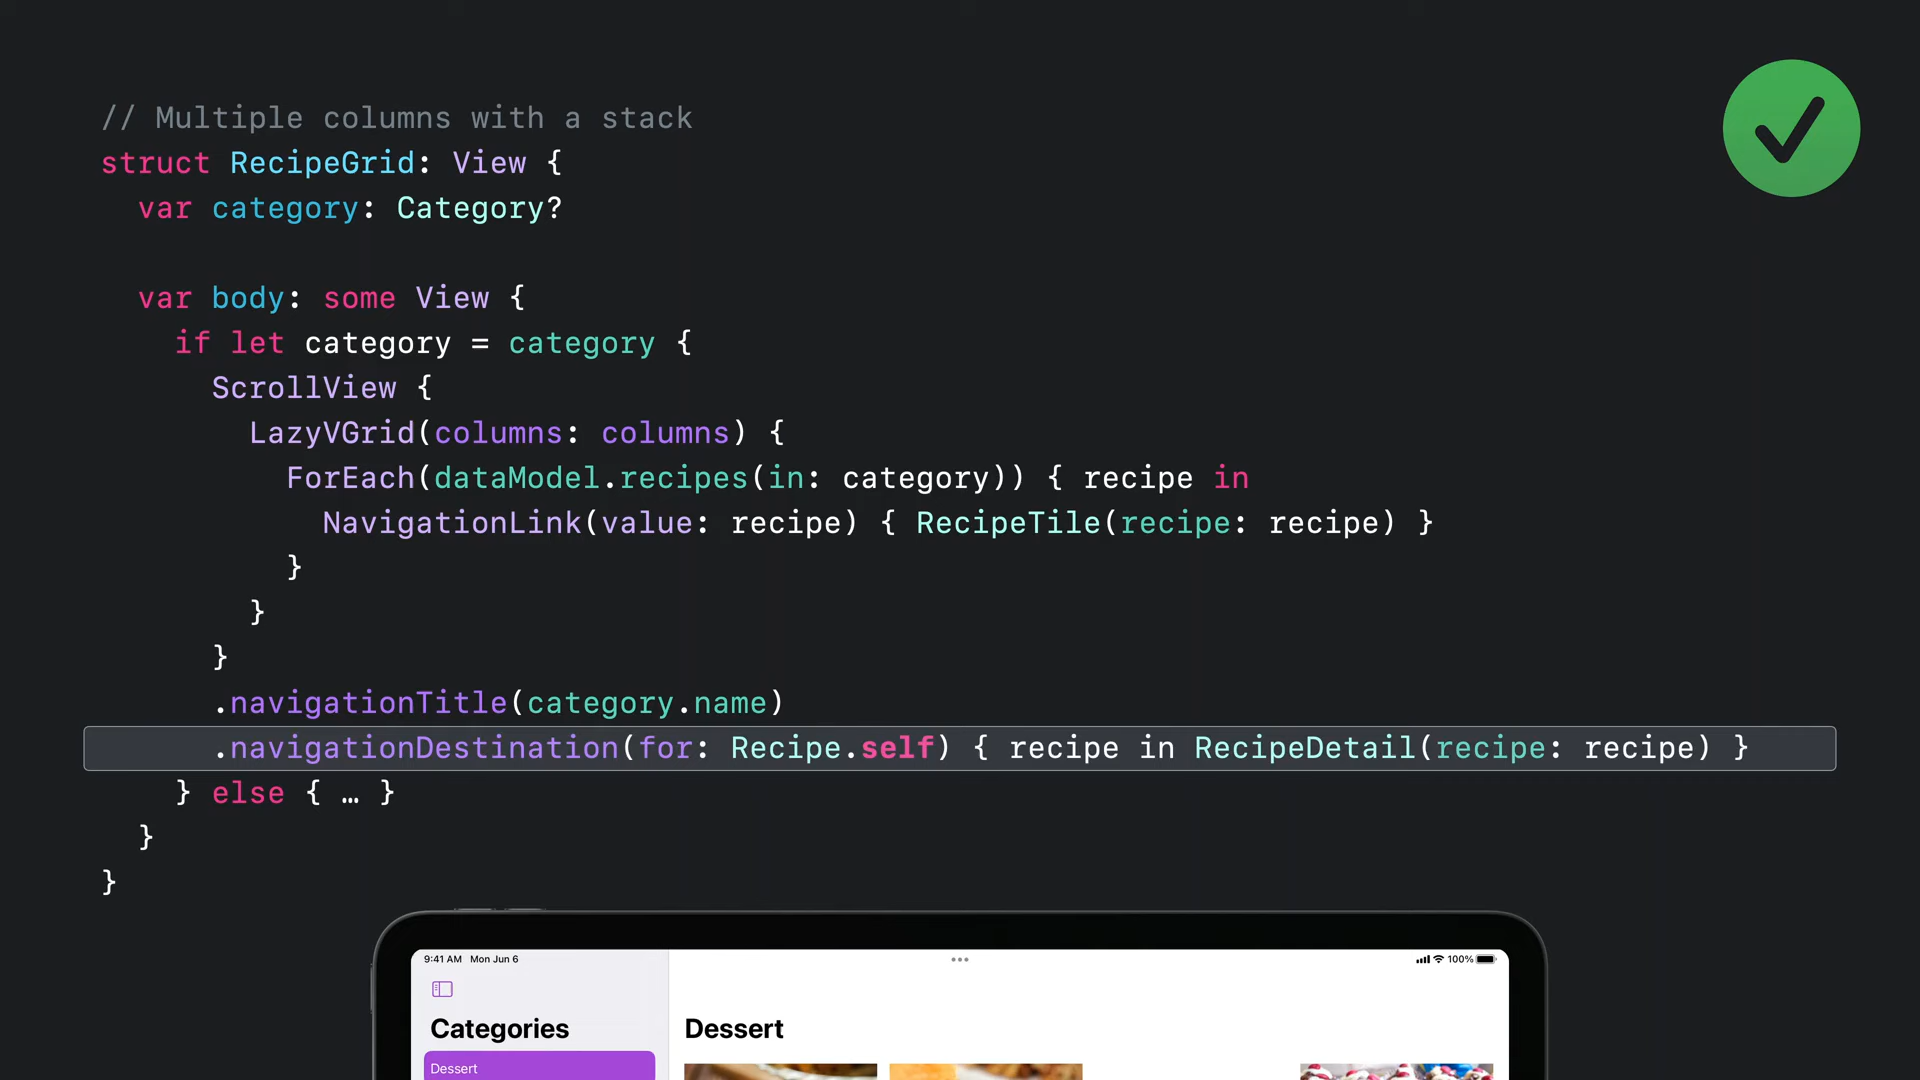 // Multiple columns with a stack
struct RecipeGrid: View {
  var category: Category?

  var body: some View {
    if let category = category {
      ScrollView {
        LazyVGrid(columns: columns) {
          ForEach(dataModel.recipes(in: category)) { recipe in
            NavigationLink(value: recipe) { RecipeTile(recipe: recipe) }
          }
        }
      }
      .navigationTitle(category.name)
      .navigationDestination(for: Recipe.self) { recipe in RecipeDetail(recipe: recipe) }
    } else { … }
  }
}
9:41 AM Mon Jun 6
100%
Categories
Dessert
Dessert